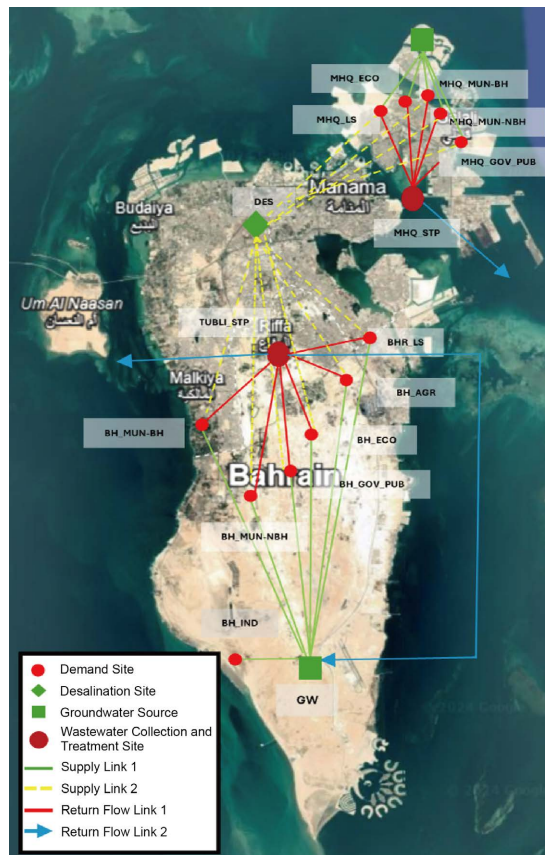 MHQ_ECO
MHQ_MUN-BH
MHQ_LS
MHQ_MUN-NBH
MHQ_GOV_PUB
DES
Manama
المنامة
Budaiya
البديع
MHQ_STP
Um Al Naasan
أم النعسان
TUBLI_STP
Riffa
BHR_LS
Malkiya
المالكية
BH_AGR
BH_MUN-BH
BH_ECO
Bahrain
BH_GOV_PUB
BH_MUN-NBH
BH_IND
GW
Demand Site
Desalination Site
Groundwater Source
Wastewater Collection and
Treatment Site
Supply Link 1
Supply Link 2
Return Flow Link 1
Return Flow Link 2